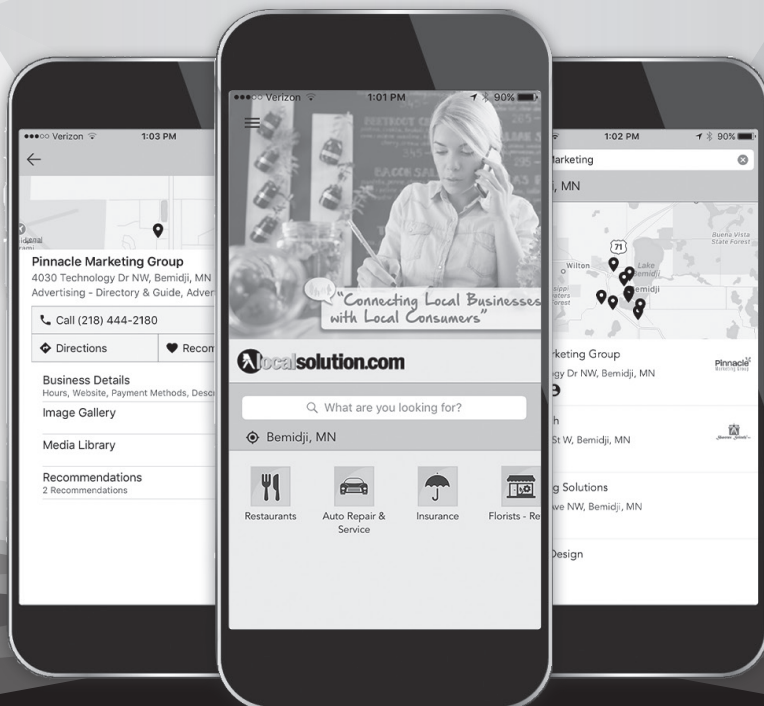 ●●●○○ Verizon 1:03 PM
Pinnacle Marketing Group
4030 Technology Dr NW, Bemidji, MN
Advertising - Directory & Guide, Adver
Call (218) 444-2180
Directions
Recom
Business Details
Hours, Website, Payment Methods, Descr
Image Gallery
Media Library
Recommendations
2 Recommendations
●●●○○ Verizon 1:01 PM 90%
"Connecting Local Businesses
with Local Consumers"
localsolution.com
What are you looking for?
Bemidji, MN
Restaurants
Auto Repair &
Service
Insurance
Florists - Re
1:02 PM 90%
Marketing
, MN
Buena Vista
State Forest
71
Wilton
Lake
Bemidji
emidji
rketing Group
gy Dr NW, Bemidji, MN
Pinnacle
Marketing Group
h
St W, Bemidji, MN
g Solutions
ve NW, Bemidji, MN
Design